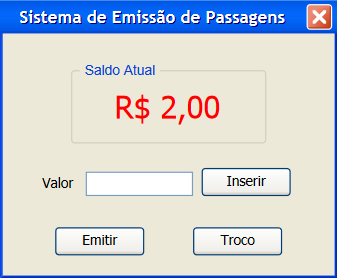 Sistema de Emissão de Passagens
Saldo Atual
R$ 2,00
Valor
Inserir
Emitir
Troco